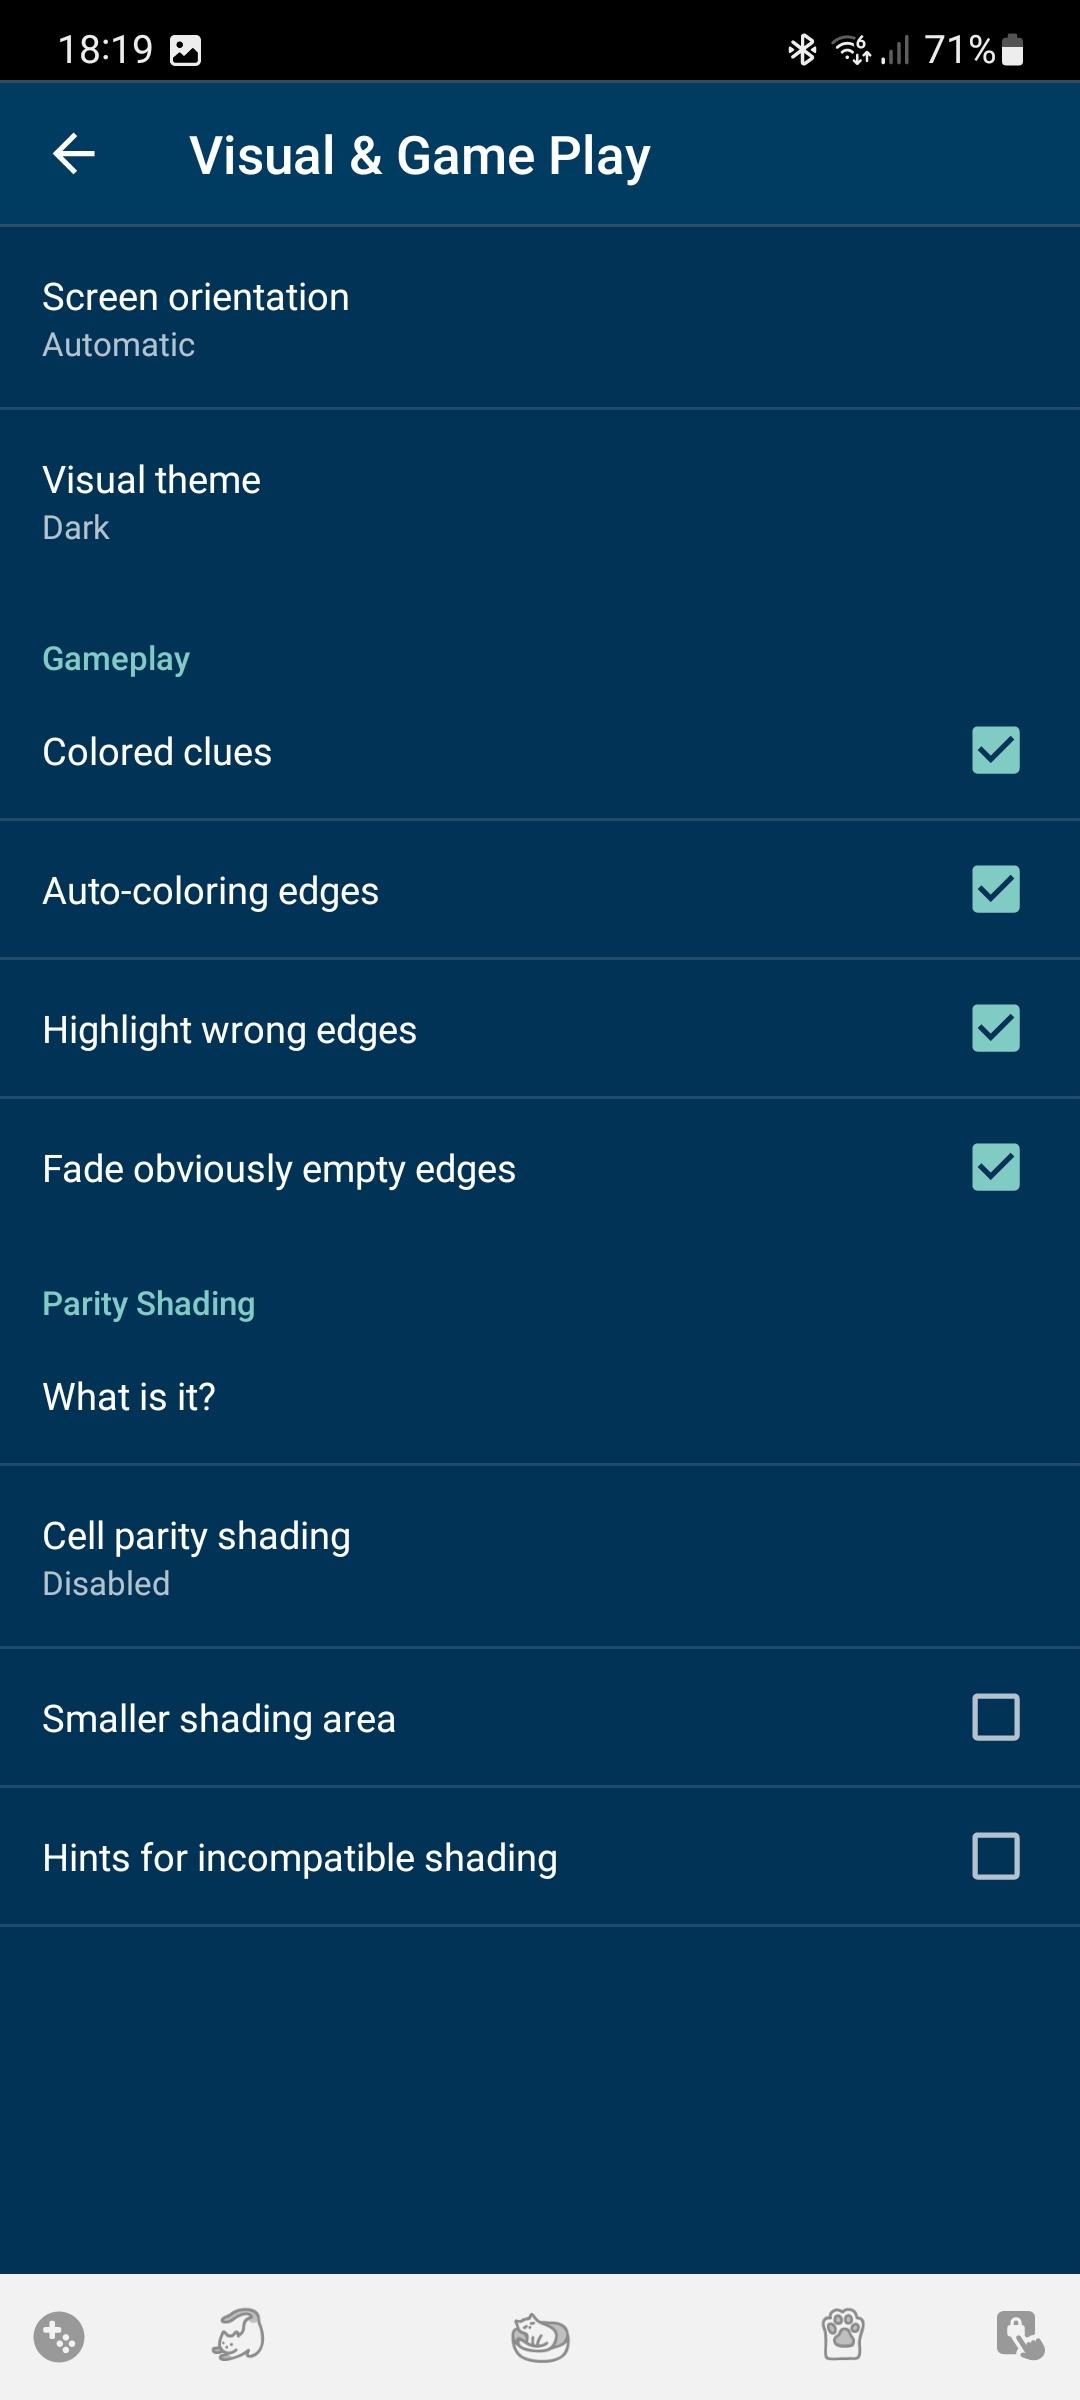 18:19
71%
Visual & Game Play
Screen orientation
Automatic
Visual theme
Dark
Gameplay
Colored clues
Auto-coloring edges
Highlight wrong edges
Fade obviously empty edges
Parity Shading
What is it?
Cell parity shading
Disabled
Smaller shading area
Hints for incompatible shading